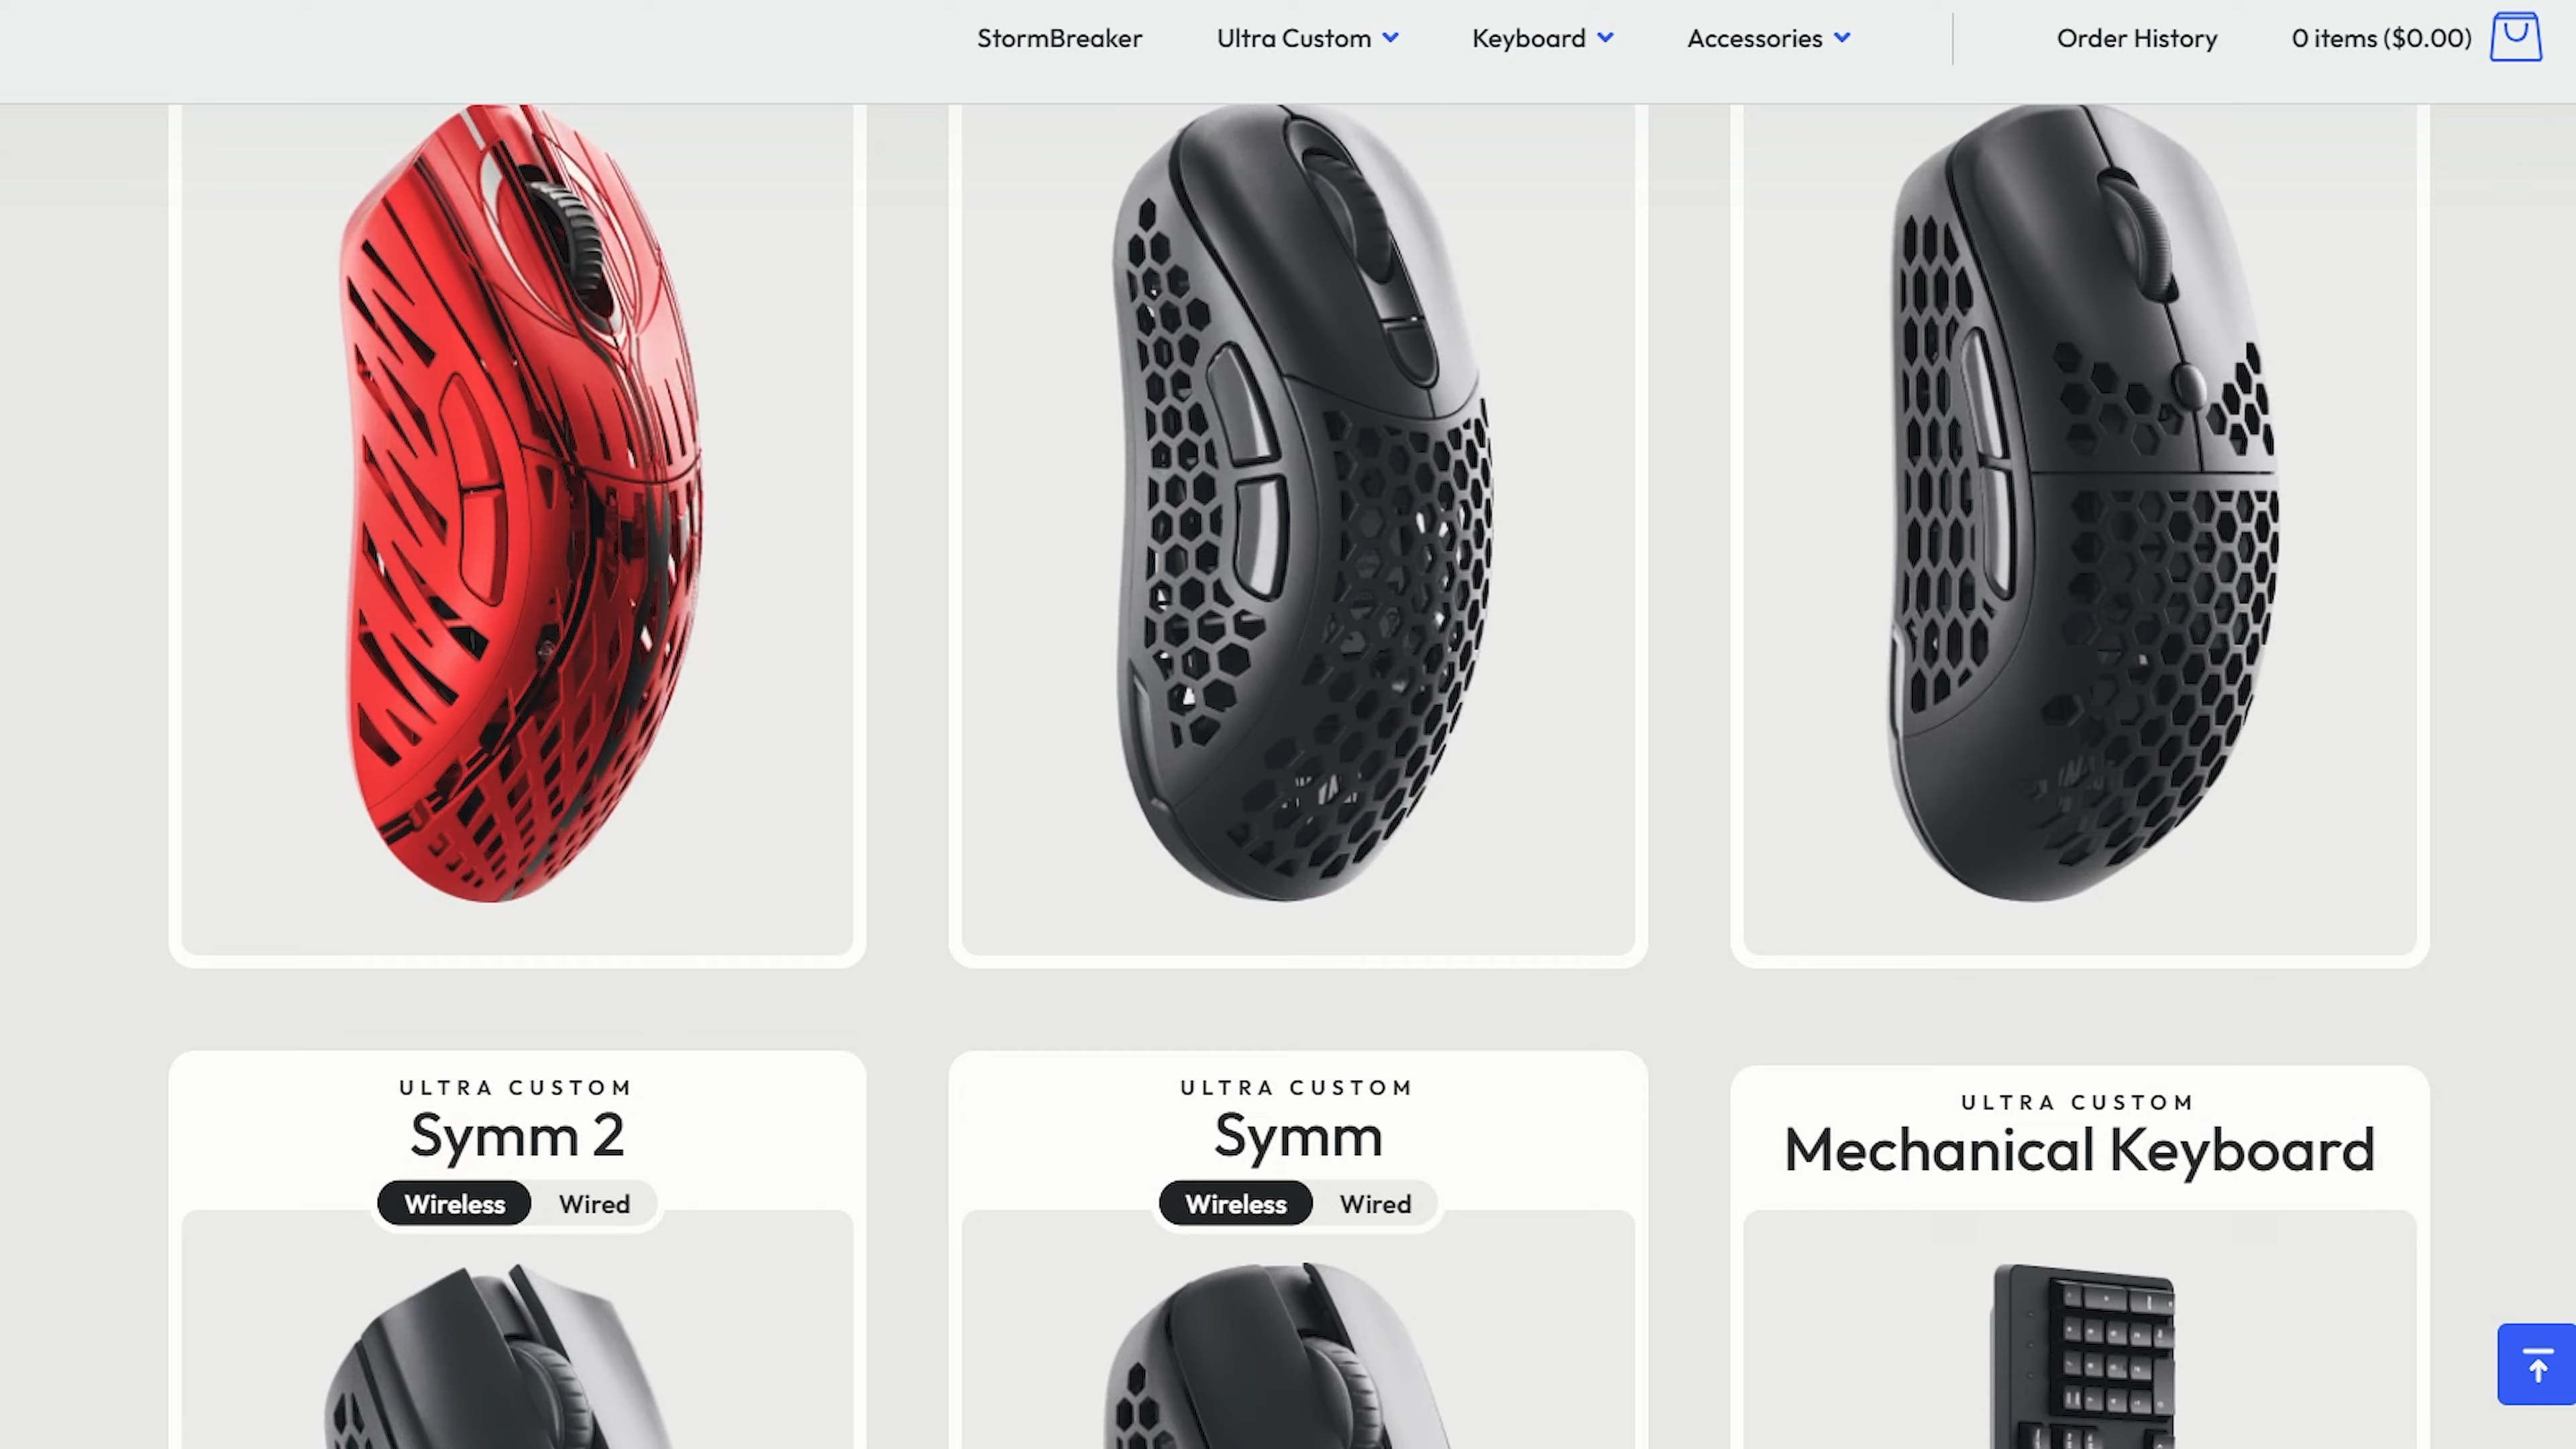 StormBreaker
Ultra Custom
Keyboard
Accessories
Order History
0 items ($0.00)
ULTRA CUSTOM
Symm 2
Wireless
Wired
ULTRA CUSTOM
Symm
Wireless
Wired
ULTRA CUSTOM
Mechanical Keyboard